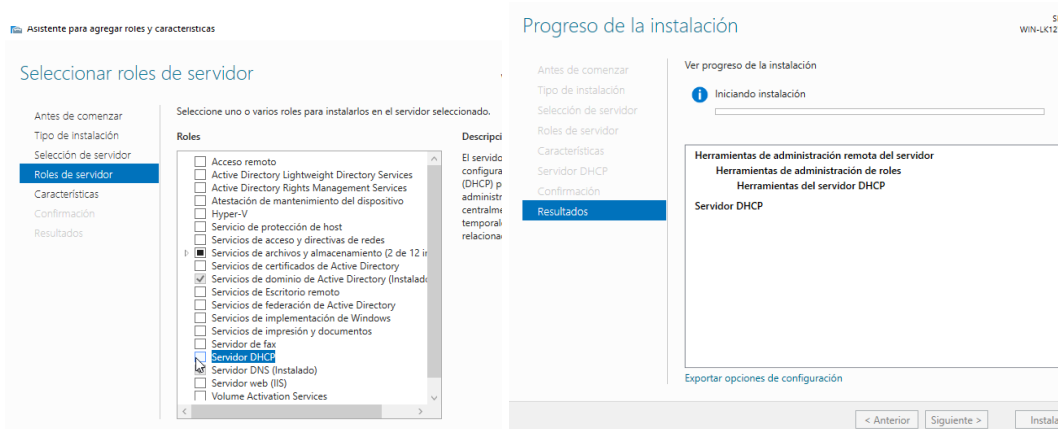 Asistente para agregar roles y características
Seleccionar roles de servidor
Antes de comenzar
Tipo de instalación
Selección de servidor
Roles de servidor
Características
Confirmación
Resultados
Seleccione uno o varios roles para instalarlos en el servidor seleccionado.
Roles
Acceso remoto
Active Directory Lightweight Directory Services
Active Directory Rights Management Services
Atestación de mantenimiento del dispositivo
Hyper-V
Servicio de protección de host
Servicios de acceso y directivas de redes
Servicios de archivos y almacenamiento (2 de 12 in
Servicios de certificados de Active Directory
Servicios de dominio de Active Directory (Instalado
Servicios de Escritorio remoto
Servicios de federación de Active Directory
Servicios de implementación de Windows
Servicios de impresión y documentos
Servidor de fax
Servidor DHCP
Servidor DNS (Instalado)
Servidor web (IIS)
Volume Activation Services
Descripci
El servido
configura
(DHCP) p
administr
centralme
temporal
relaciona
Progreso de la instalación
WIN-LK12
Antes de comenzar
Tipo de instalación
Selección de servidor
Roles de servidor
Características
Servidor DHCP
Confirmación
Resultados
Ver progreso de la instalación
Iniciando instalación
Herramientas de administración remota del servidor
Herramientas de administración de roles
Herramientas del servidor DHCP
Servidor DHCP
Exportar opciones de configuración
< Anterior
Siguiente >
Instala